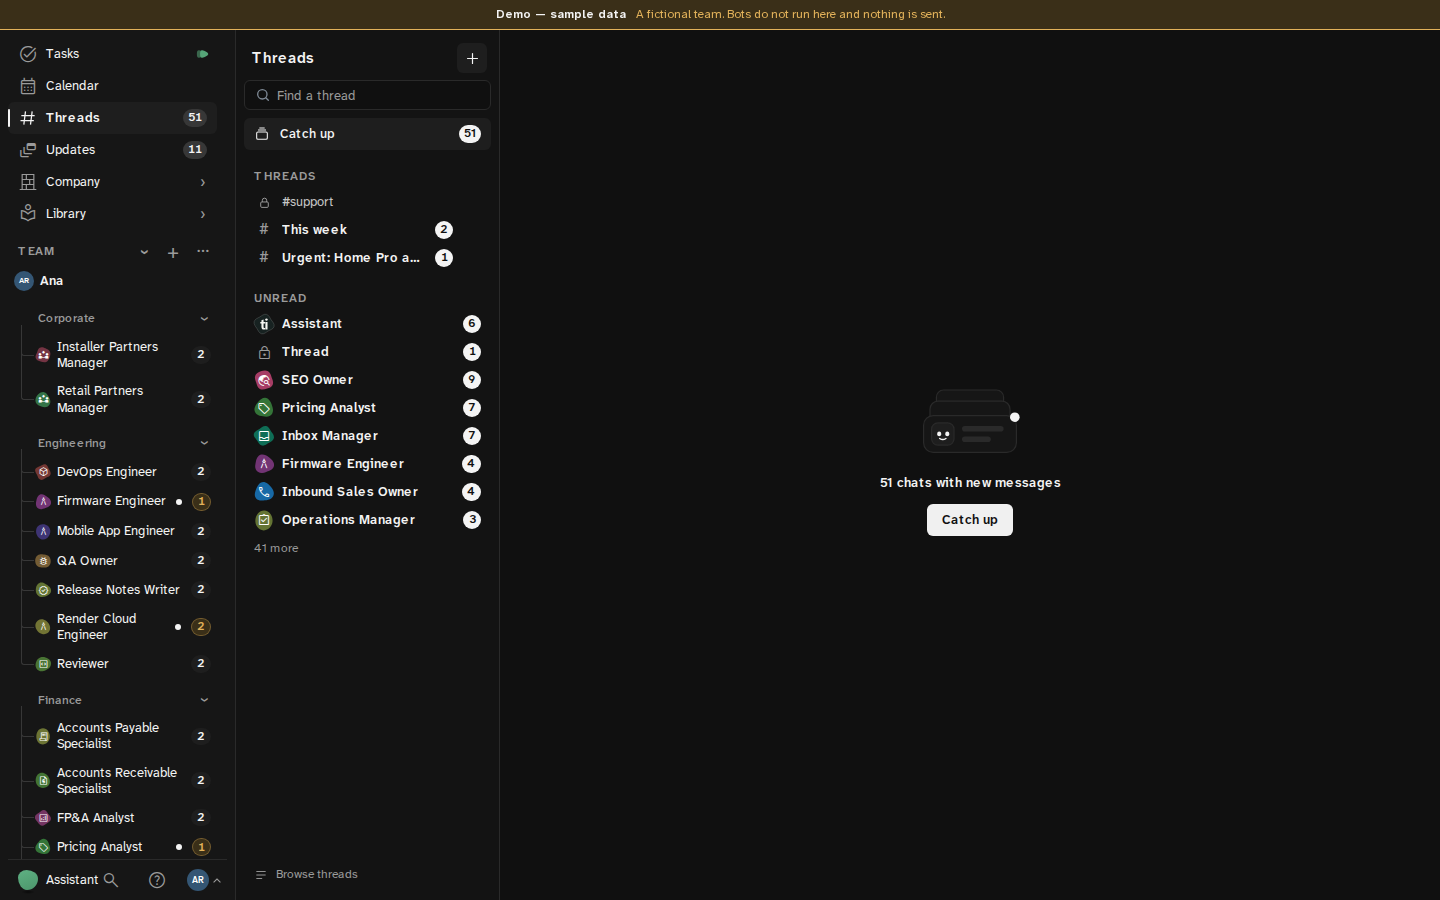 Demo — sample data A fictional team. Bots do not run here and nothing is sent.
Tasks
Calendar
Threads 51
Updates 11
Company
Library
TEAM
AR Ana
Corporate
Installer Partners
Manager 2
Retail Partners
Manager 2
Engineering
DevOps Engineer 2
Firmware Engineer 1
Mobile App Engineer 2
QA Owner 2
Release Notes Writer 2
Render Cloud
Engineer 2
Reviewer 2
Finance
Accounts Payable
Specialist 2
Accounts Receivable
Specialist 2
FP&A Analyst 2
Pricing Analyst 1
Assistant AR
Threads
Find a thread
Catch up 51
THREADS
#support
# This week 2
# Urgent: Home Pro a... 1
UNREAD
ti Assistant 6
Thread 1
SEO Owner 9
Pricing Analyst 7
Inbox Manager 7
Firmware Engineer 4
Inbound Sales Owner 4
Operations Manager 3
41 more
Browse threads
51 chats with new messages
Catch up